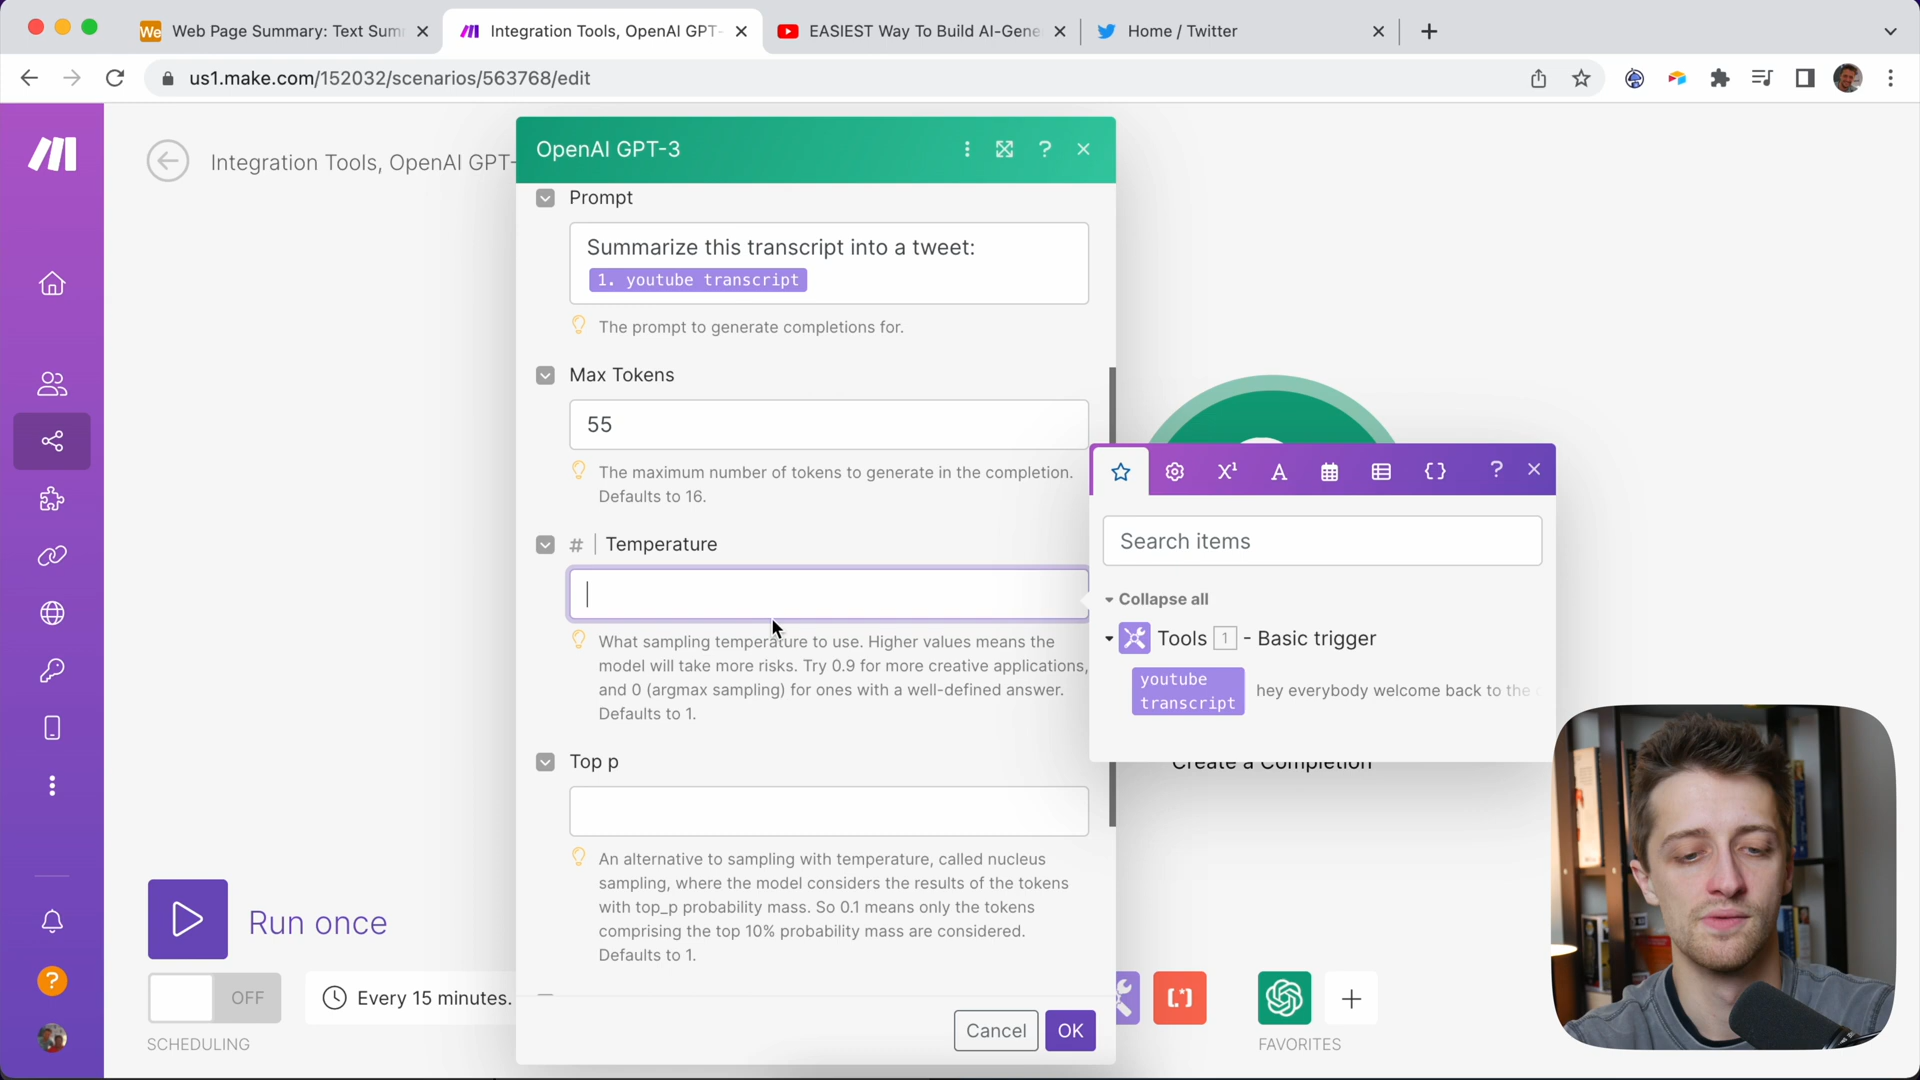 We Web Page Summary: Text Sum
Integration Tools, OpenAI GPT-
EASIEST Way To Build AI-Gene
Home / Twitter
us1.make.com/152032/scenarios/563768/edit
Integration Tools, OpenAI GPT-
OpenAI GPT-3
?
Prompt
Summarize this transcript into a tweet:
1. youtube transcript
The prompt to generate completions for.
Max Tokens
55
The maximum number of tokens to generate in the completion.
Defaults to 16.
# | Temperature
What sampling temperature to use. Higher values means the
model will take more risks. Try 0.9 for more creative applications,
and 0 (argmax sampling) for ones with a well-defined answer.
Defaults to 1.
Top p
An alternative to sampling with temperature, called nucleus
sampling, where the model considers the results of the tokens
with top_p probability mass. So 0.1 means only the tokens
comprising the top 10% probability mass are considered.
Defaults to 1.
Cancel
OK
X¹ A {} ?
Search items
Collapse all
Tools 1 - Basic trigger
youtube
transcript
hey everybody welcome back to the
Create a Completion
Run once
OFF
Every 15 minutes.
SCHEDULING
[.*]
FAVORITES
?